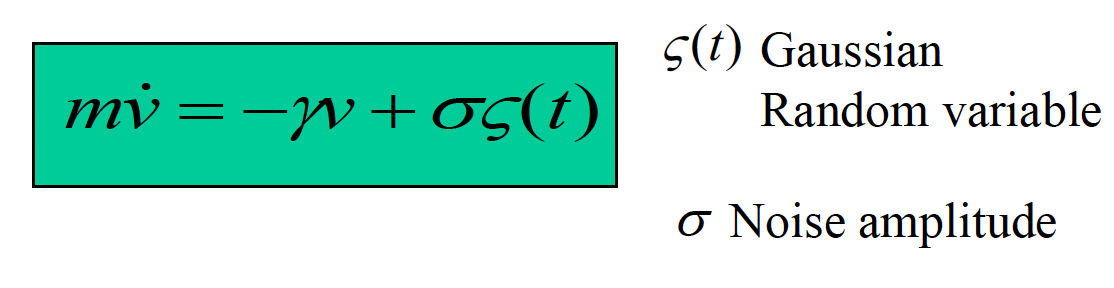 mv̇ = −γv + σς(t)
ς(t) Gaussian
Random variable
σ Noise amplitude